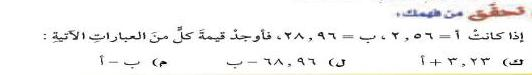 تحقق من فهمك:
إذا كانتْ أ = ٢,٥٦ ، ب = ٢٨,٩٦ ، فأوجدْ قيمةَ كلٍّ منَ العباراتِ الآتيةِ :
ك) ٣,٢٣ + أ ل) ٦٨,٩٦ – ب م) ب – أ